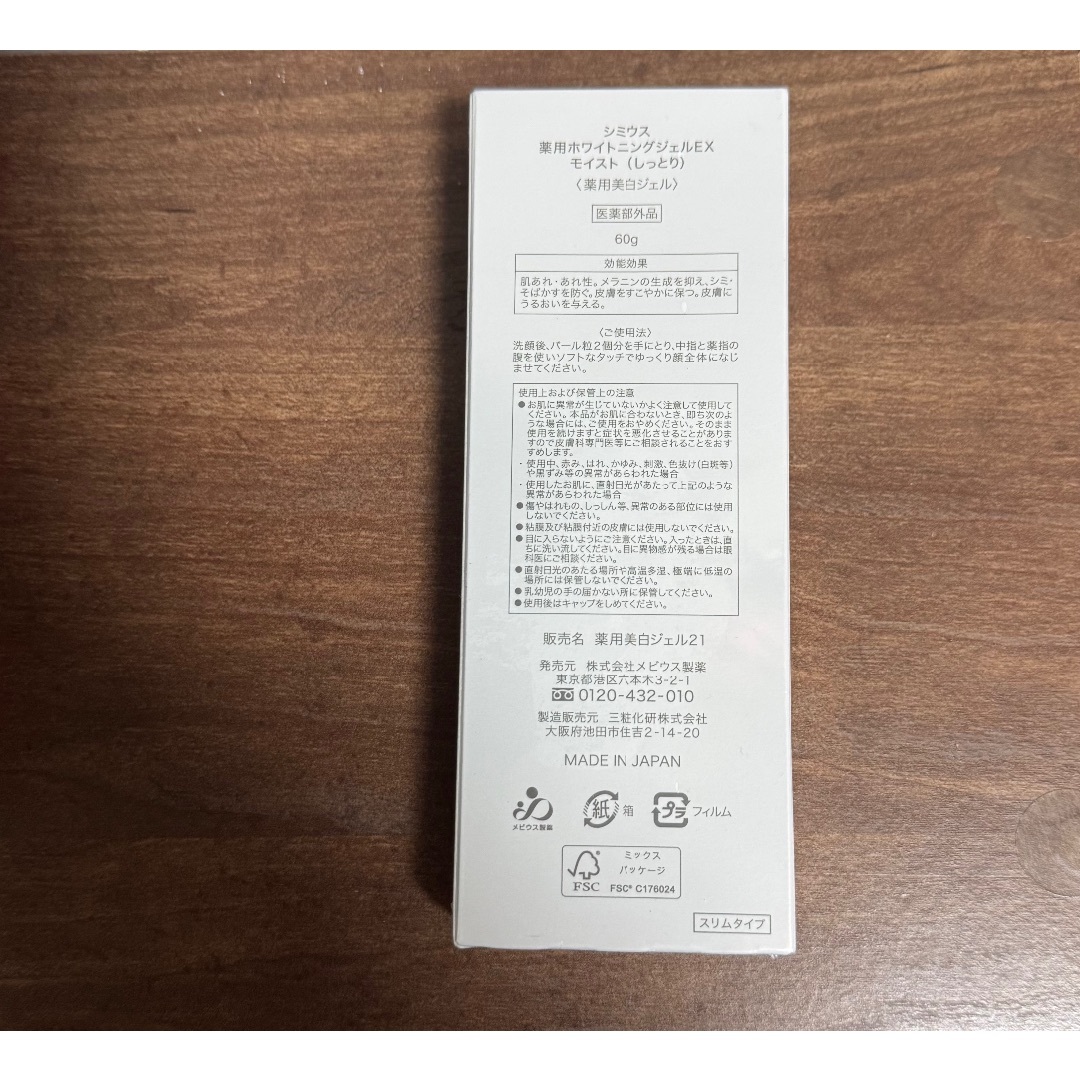 シミウス
薬用ホワイトニングジェルEX
モイスト（しっとり）
〈薬用美白ジェル〉
医薬部外品
60g
効能効果
肌あれ・あれ性。メラニンの生成を抑え、シミ・
そばかすを防ぐ。皮膚をすこやかに保つ。皮膚に
うるおいを与える。
〈ご使用法〉
洗顔後、パール粒2個分を手にとり、中指と薬指の
腹を使いソフトなタッチでゆっくり顔全体になじ
ませてください。
使用上および保管上の注意
●お肌に異常が生じていないかよく注意して使用して
ください。本品がお肌に合わないとき、即ち次のよ
うな場合には、ご使用をおやめください。そのまま
使用を続けますと症状を悪化させることがありま
すので皮膚科専門医等にご相談されることをおす
すめします。
・使用中、赤み、はれ、かゆみ、刺激、色抜け（白斑等）
や黒ずみ等の異常があらわれた場合
・使用したお肌に、直射日光があたって上記のような
異常があらわれた場合
●傷やはれもの、しっしん等、異常のある部位には使用
しないでください。
●粘膜及び粘膜付近の皮膚には使用しないでください。
●目に入らないようにご注意ください。入ったときは、直
ちに洗い流してください。目に異物感が残る場合は眼
科医にご相談ください。
●直射日光のあたる場所や高温多湿、極端に低温の
場所には保管しないでください。
●乳幼児の手の届かない所に保管してください。
●使用後はキャップをしめてください。
販売名 薬用美白ジェル21
発売元 株式会社メビウス製薬
東京都港区六本木3-2-1
0120-432-010
製造販売元 三粧化研株式会社
大阪府池田市住吉2-14-20
MADE IN JAPAN
メビウス製薬
紙 箱
プラ フィルム
ミックス
パッケージ
FSC FSC® C176024
スリムタイプ